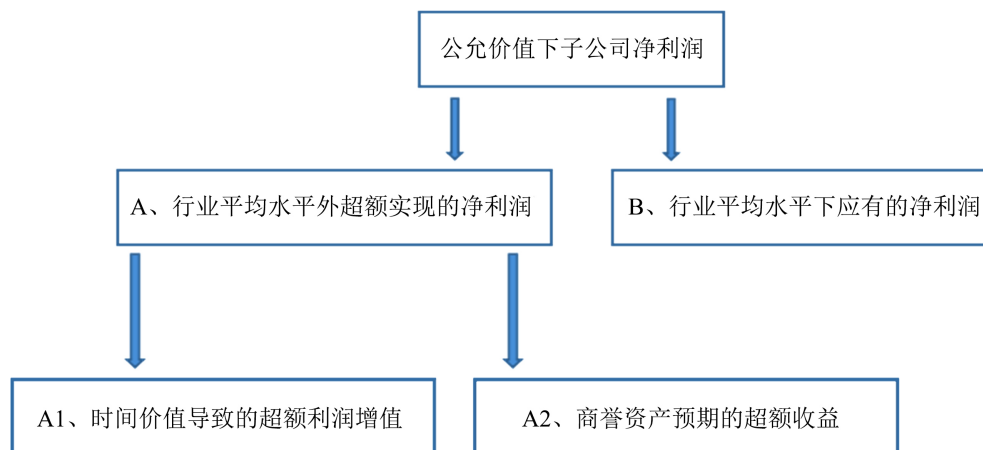 公允价值下子公司净利润
A、行业平均水平外超额实现的净利润
B、行业平均水平下应有的净利润
A1、时间价值导致的超额利润增值
A2、商誉资产预期的超额收益